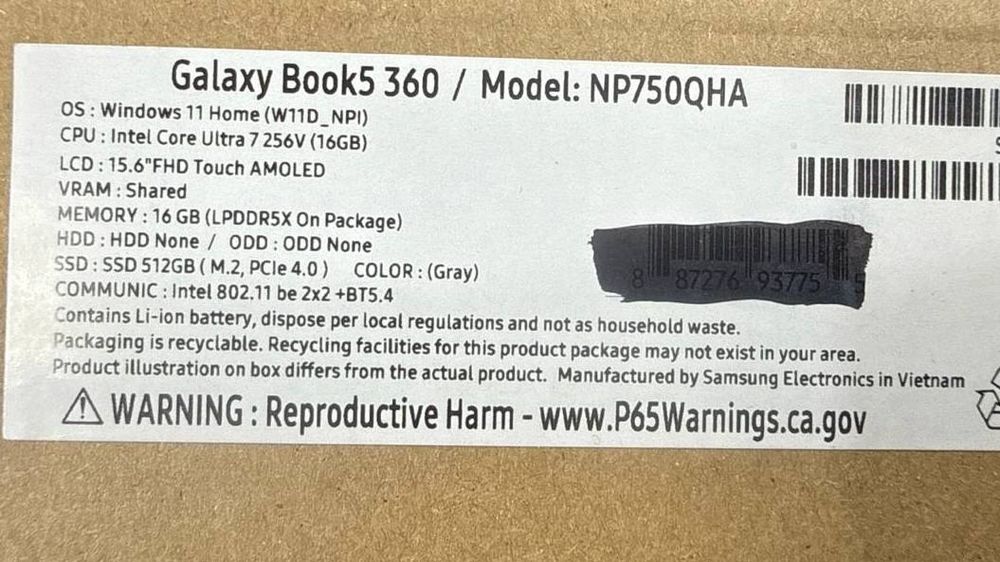 Galaxy Book5 360 / Model: NP750QHA
OS : Windows 11 Home (W11D_NPI)
CPU : Intel Core Ultra 7 256V (16GB)
LCD : 15.6"FHD Touch AMOLED
VRAM : Shared
MEMORY : 16 GB (LPDDR5X On Package)
HDD : HDD None / ODD : ODD None
SSD : SSD 512GB ( M.2, PCIe 4.0 ) COLOR : (Gray)
COMMUNIC : Intel 802.11 be 2x2 +BT5.4
8 87276 93775 5
Contains Li-ion battery, dispose per local regulations and not as household waste.
Packaging is recyclable. Recycling facilities for this product package may not exist in your area.
Product illustration on box differs from the actual product. Manufactured by Samsung Electronics in Vietnam
WARNING : Reproductive Harm - www.P65Warnings.ca.gov